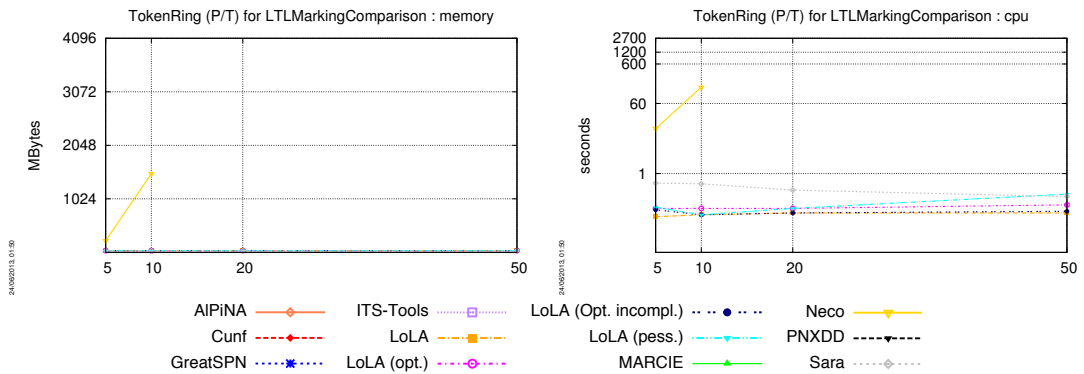 TokenRing (P/T) for LTLMarkingComparison : memory
4096
3072
2048
1024
MBytes
5 10 20 50
24/06/2013, 01:50
TokenRing (P/T) for LTLMarkingComparison : cpu
2700
1200
600
60
1
seconds
5 10 20 50
24/06/2013, 01:50
AlPiNA ITS-Tools LoLA (Opt. incompl.) Neco
Cunf LoLA LoLA (pess.) PNXDD
GreatSPN LoLA (opt.) MARCIE Sara